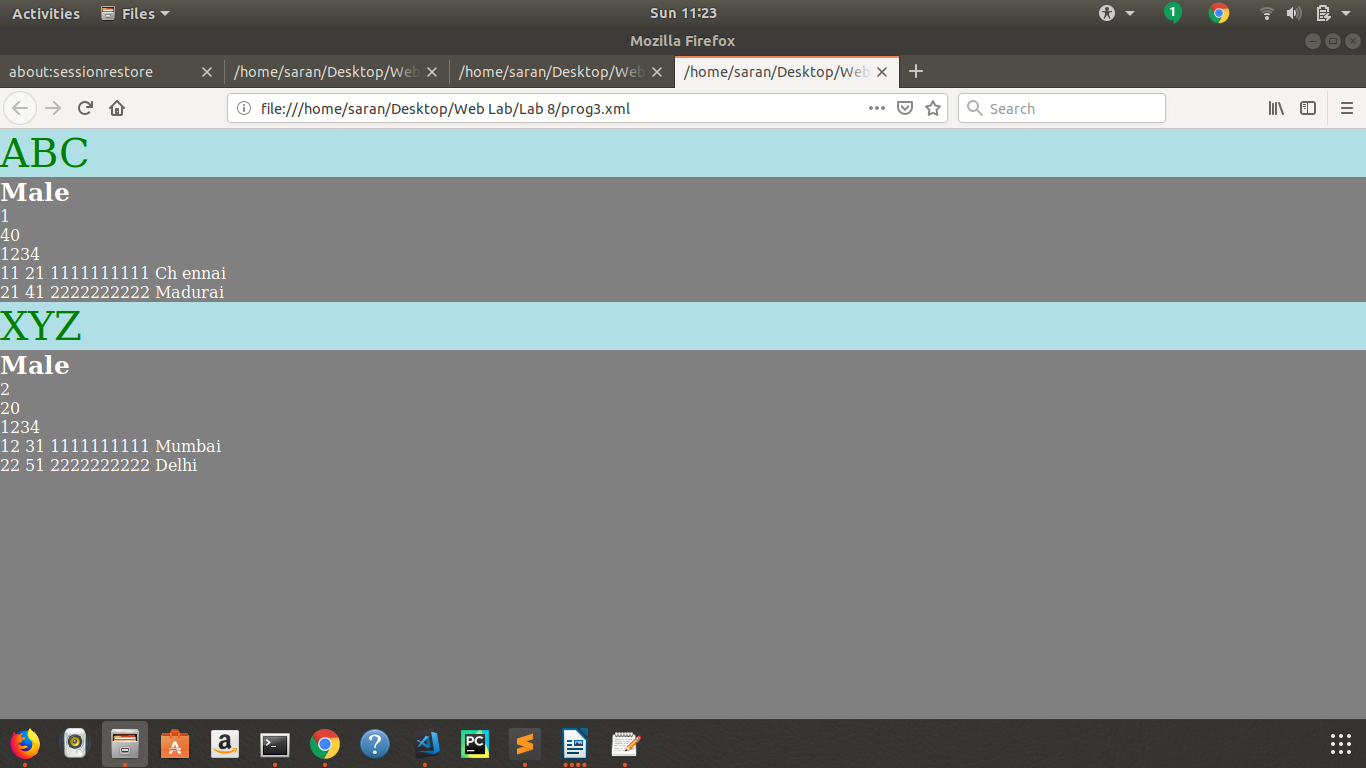 Activities Files Sun 11:23 1
Mozilla Firefox
about:sessionrestore /home/saran/Desktop/Web /home/saran/Desktop/Web /home/saran/Desktop/Web
file:///home/saran/Desktop/Web Lab/Lab 8/prog3.xml Search
ABC
Male
1
40
1234
11 21 1111111111 Ch ennai
21 41 2222222222 Madurai
XYZ
Male
2
20
1234
12 31 1111111111 Mumbai
22 51 2222222222 Delhi
a ? PC